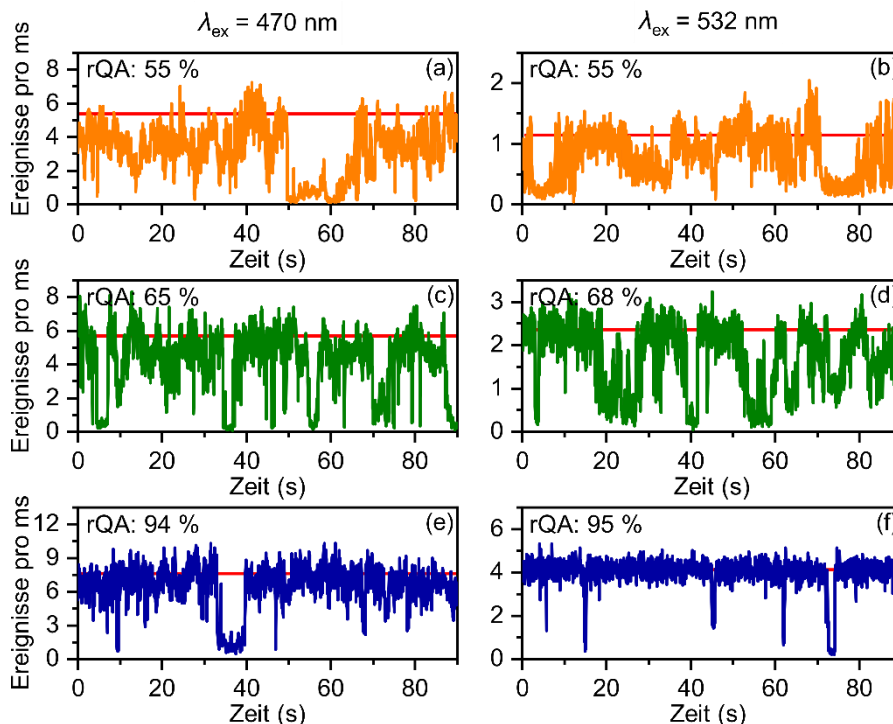 λex = 470 nm
λex = 532 nm
Ereignisse pro ms
8
6
4
2
0
rQA: 55 %
(a)
0
20
40
60
80
Zeit (s)
2
1
0
rQA: 55 %
(b)
0
20
40
60
80
Zeit (s)
Ereignisse pro ms
8
6
4
2
0
rQA: 65 %
(c)
0
20
40
60
80
Zeit (s)
3
2
1
0
rQA: 68 %
(d)
0
20
40
60
80
Zeit (s)
Ereignisse pro ms
12
9
6
3
0
rQA: 94 %
(e)
0
20
40
60
80
Zeit (s)
6
4
2
0
rQA: 95 %
(f)
0
20
40
60
80
Zeit (s)